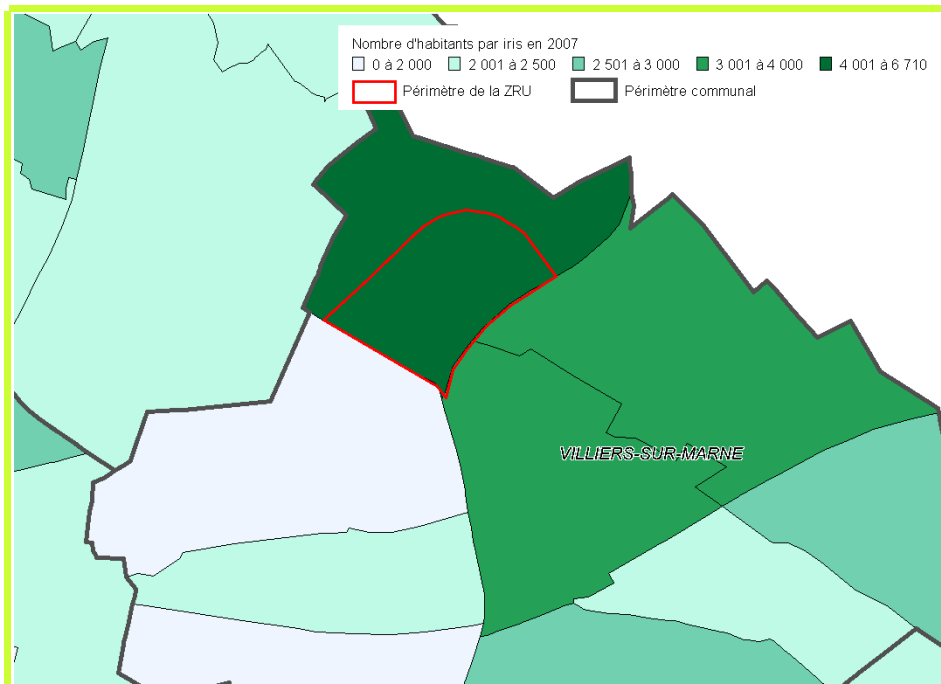 Nombre d'habitants par iris en 2007
0 à 2 000 2 001 à 2 500 2 501 à 3 000 3 001 à 4 000 4 001 à 6 710
Périmètre de la ZRU Périmètre communal
VILLIERS-SUR-MARNE